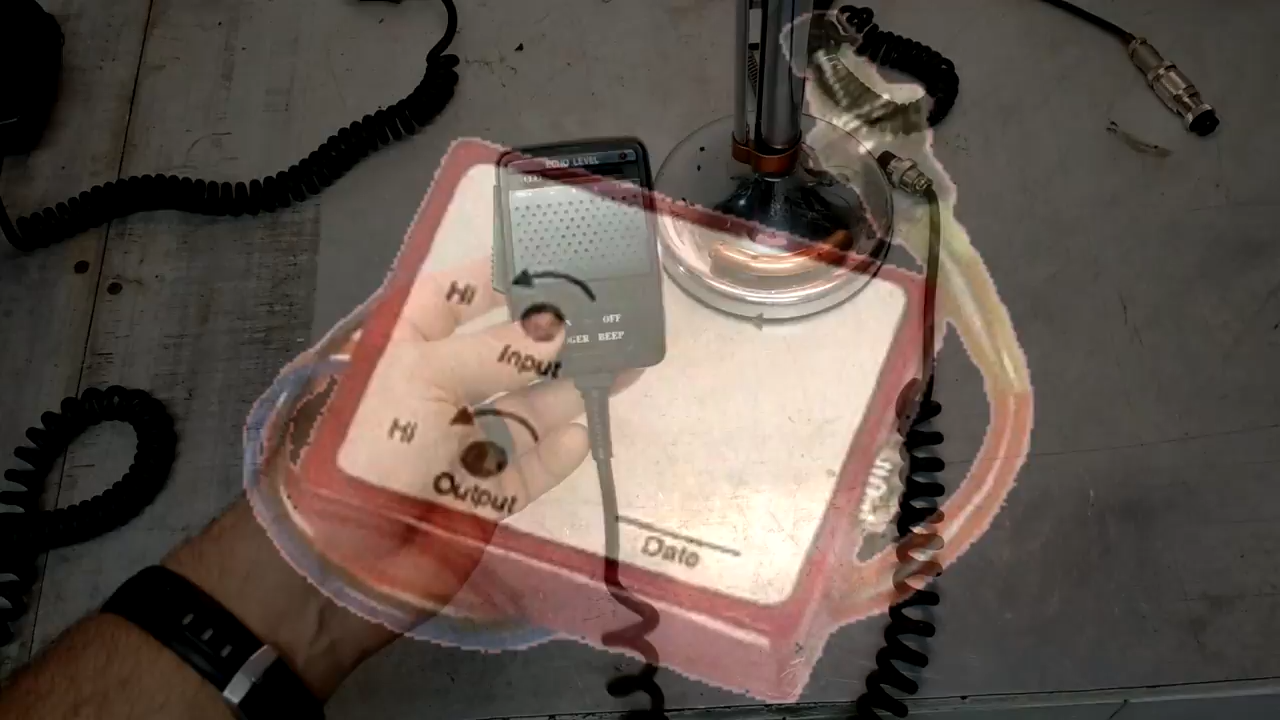 ECHO LEVEL
Hi
OFF
BEEP
Input
Hi
Output
Date